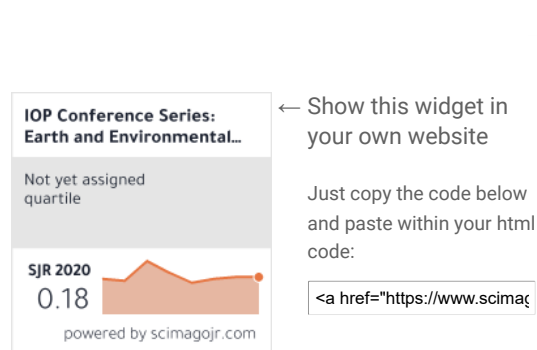 IOP Conference Series:
Earth and Environmental...
Not yet assigned
quartile
SJR 2020
0.18
powered by scimagojr.com
← Show this widget in
your own website
Just copy the code below
and paste within your html
code:
<a href="https://www.scimag